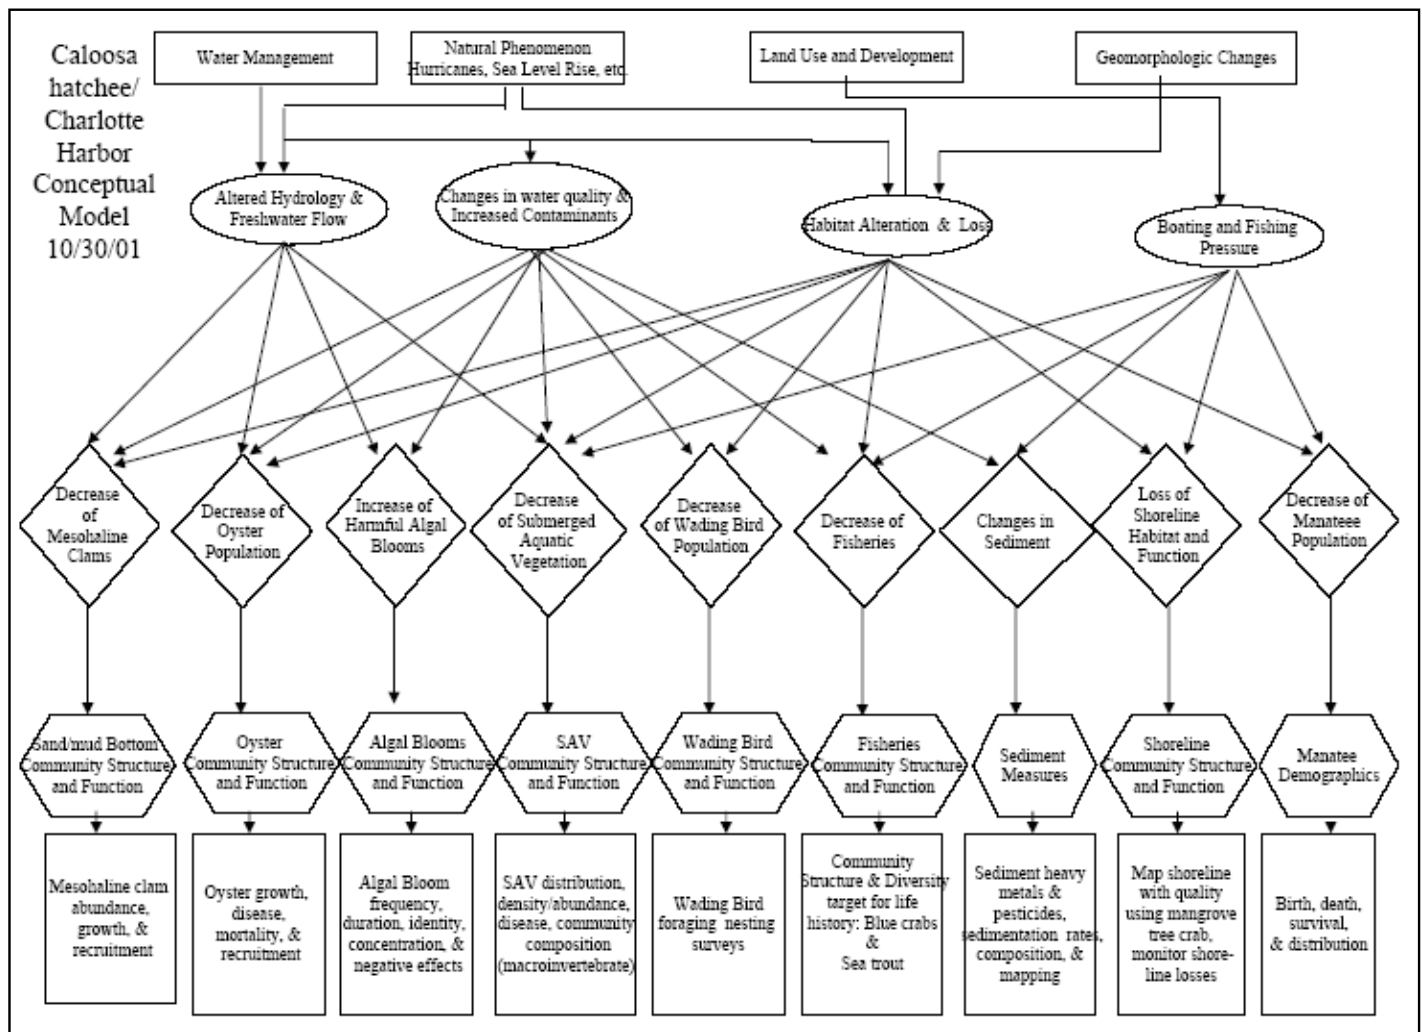 Caloosa
hatchee/
Charlotte
Harbor
Conceptual
Model
10/30/01
Water Management
Natural Phenomenon
Hurricanes, Sea Level Rise, etc.
Land Use and Development
Geomorphologic Changes
Altered Hydrology &
Freshwater Flow
Changes in water quality &
Increased Contaminants
Habitat Alteration & Loss
Boating and Fishing
Pressure
Decrease
of
Mesohaline
Clams
Decrease of
Oyster
Population
Increase of
Harmful Algal
Blooms
Decrease
of Submerged
Aquatic
Vegetation
Decrease
of Wading Bird
Population
Decrease of
Fisheries
Changes in
Sediment
Loss of
Shoreline
Habitat and
Function
Decrease of
Manateee
Population
Sand/mud Bottom
Community Structure
and Function
Oyster
Community Structure
and Function
Algal Blooms
Community Structure
and Function
SAV
Community Structure
and Function
Wading Bird
Community Structure
and Function
Fisheries
Community Structure
and Function
Sediment
Measures
Shoreline
Community Structure
and Function
Manatee
Demographics
Mesohaline clam
abundance,
growth, &
recruitment
Oyster growth,
disease,
mortality, &
recruitment
Algal Bloom
frequency,
duration, identity,
concentration, &
negative effects
SAV distribution,
density/abundance,
disease, community
composition
(macroinvertebrate)
Wading Bird
foraging nesting
surveys
Community
Structure & Diversity
target for life
history: Blue crabs
&
Sea trout
Sediment heavy
metals &
pesticides,
sedimentation rates,
composition, &
mapping
Map shoreline
with quality
using mangrove
tree crab,
monitor shore-
line losses
Birth, death,
survival,
& distribution